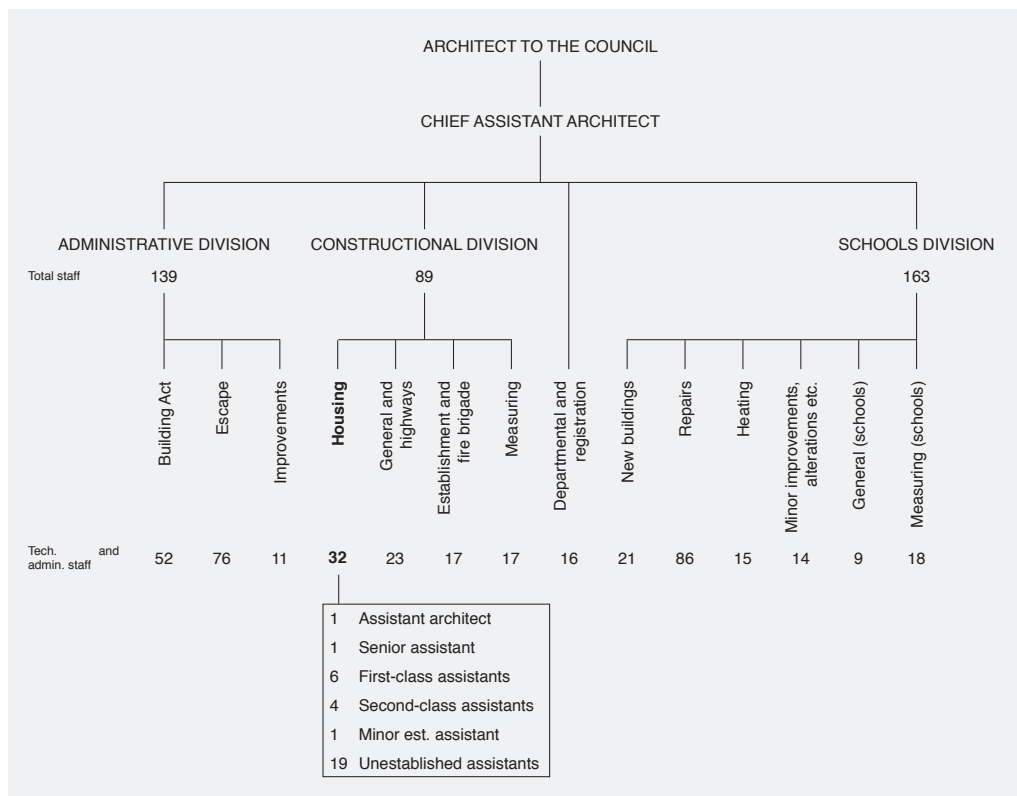 ARCHITECT TO THE COUNCIL
CHIEF ASSISTANT ARCHITECT
ADMINISTRATIVE DIVISION
CONSTRUCTIONAL DIVISION
SCHOOLS DIVISION
Total staff
139
89
163
Building Act
Escape
Improvements
Housing
General and
highways
Establishment and
fire brigade
Measuring
Departmental and
registration
New buildings
Repairs
Heating
Minor improvements,
alterations etc.
General (schools)
Measuring (schools)
Tech. and
admin. staff
52
76
11
32
23
17
17
16
21
86
15
14
9
18
1 Assistant architect
1 Senior assistant
6 First-class assistants
4 Second-class assistants
1 Minor est. assistant
19 Unestablished assistants